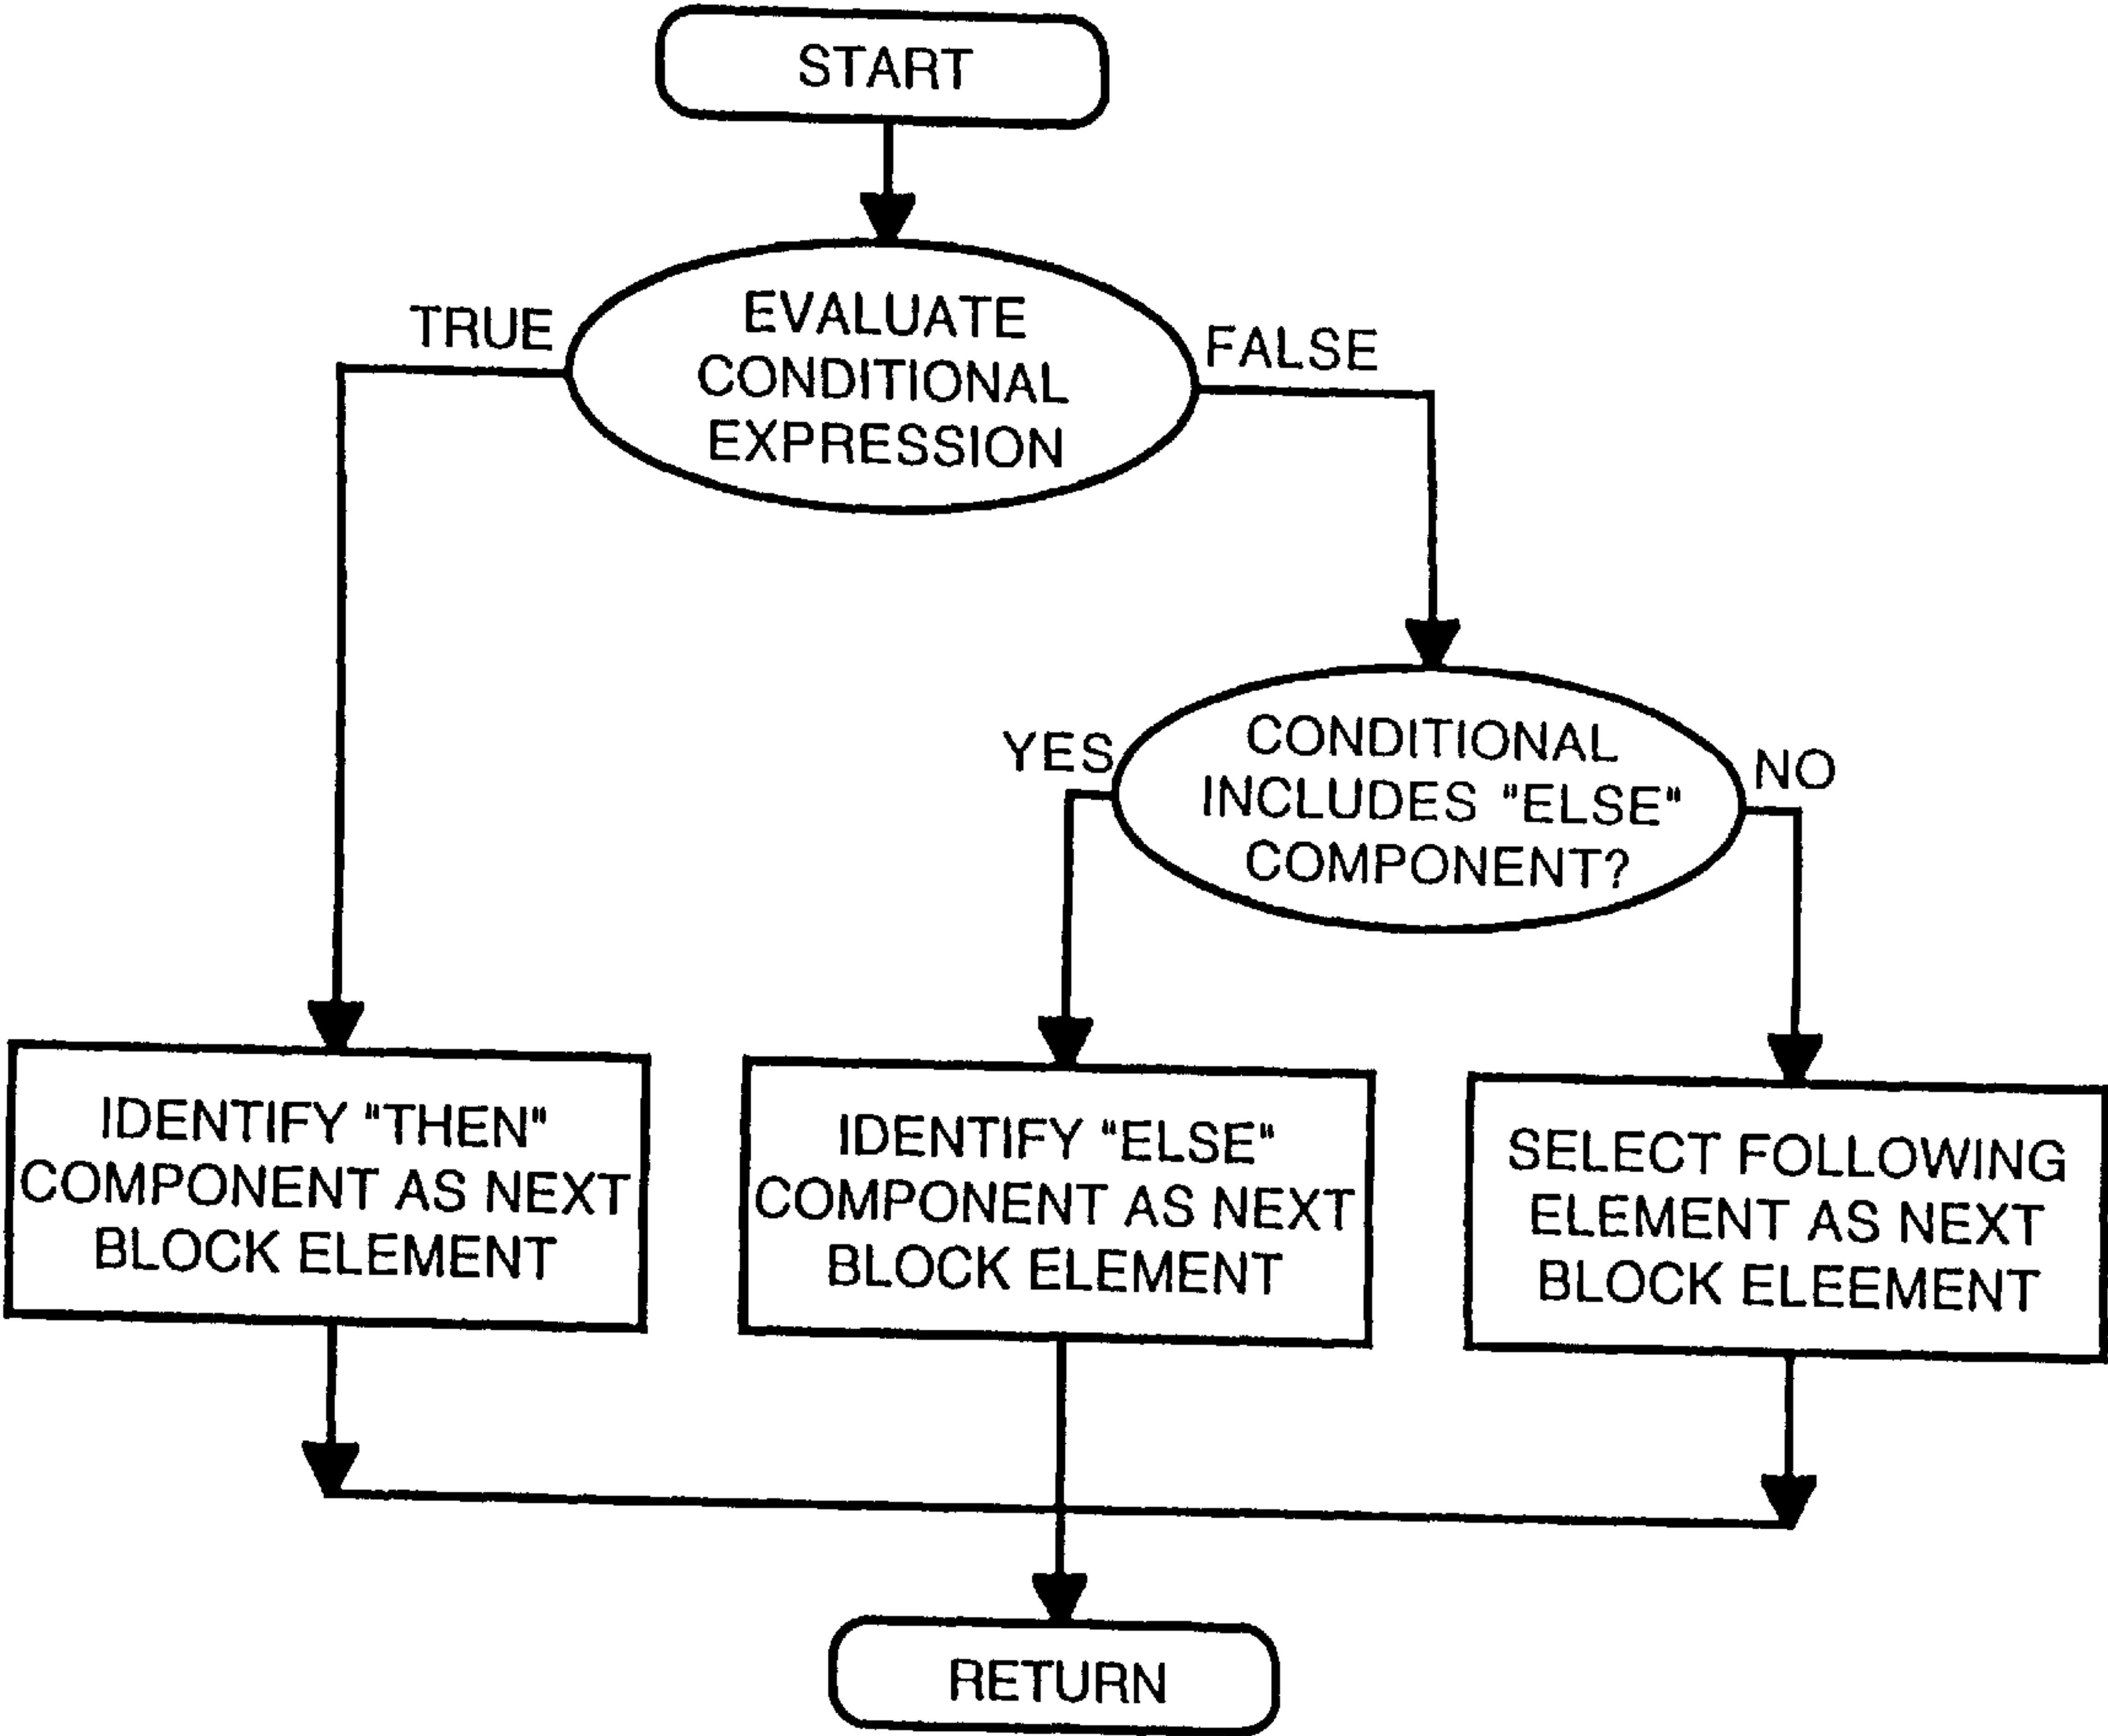 START
TRUE
EVALUATE
CONDITIONAL
EXPRESSION
FALSE
YES
CONDITIONAL
INCLUDES "ELSE"
COMPONENT?
NO
IDENTIFY "THEN"
COMPONENT AS NEXT
BLOCK ELEMENT
IDENTIFY "ELSE"
COMPONENT AS NEXT
BLOCK ELEMENT
SELECT FOLLOWING
ELEMENT AS NEXT
BLOCK ELEEMENT
RETURN